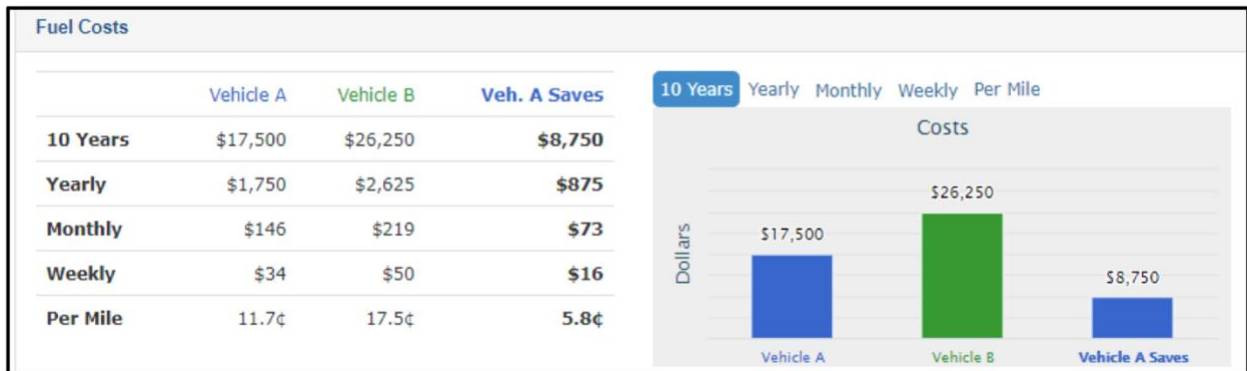 Fuel Costs
Vehicle A Vehicle B Veh. A Saves
10 Years $17,500 $26,250 $8,750
Yearly $1,750 $2,625 $875
Monthly $146 $219 $73
Weekly $34 $50 $16
Per Mile 11.7¢ 17.5¢ 5.8¢
10 Years Yearly Monthly Weekly Per Mile
Costs
Dollars
$17,500
$26,250
$8,750
Vehicle A Vehicle B Vehicle A Saves